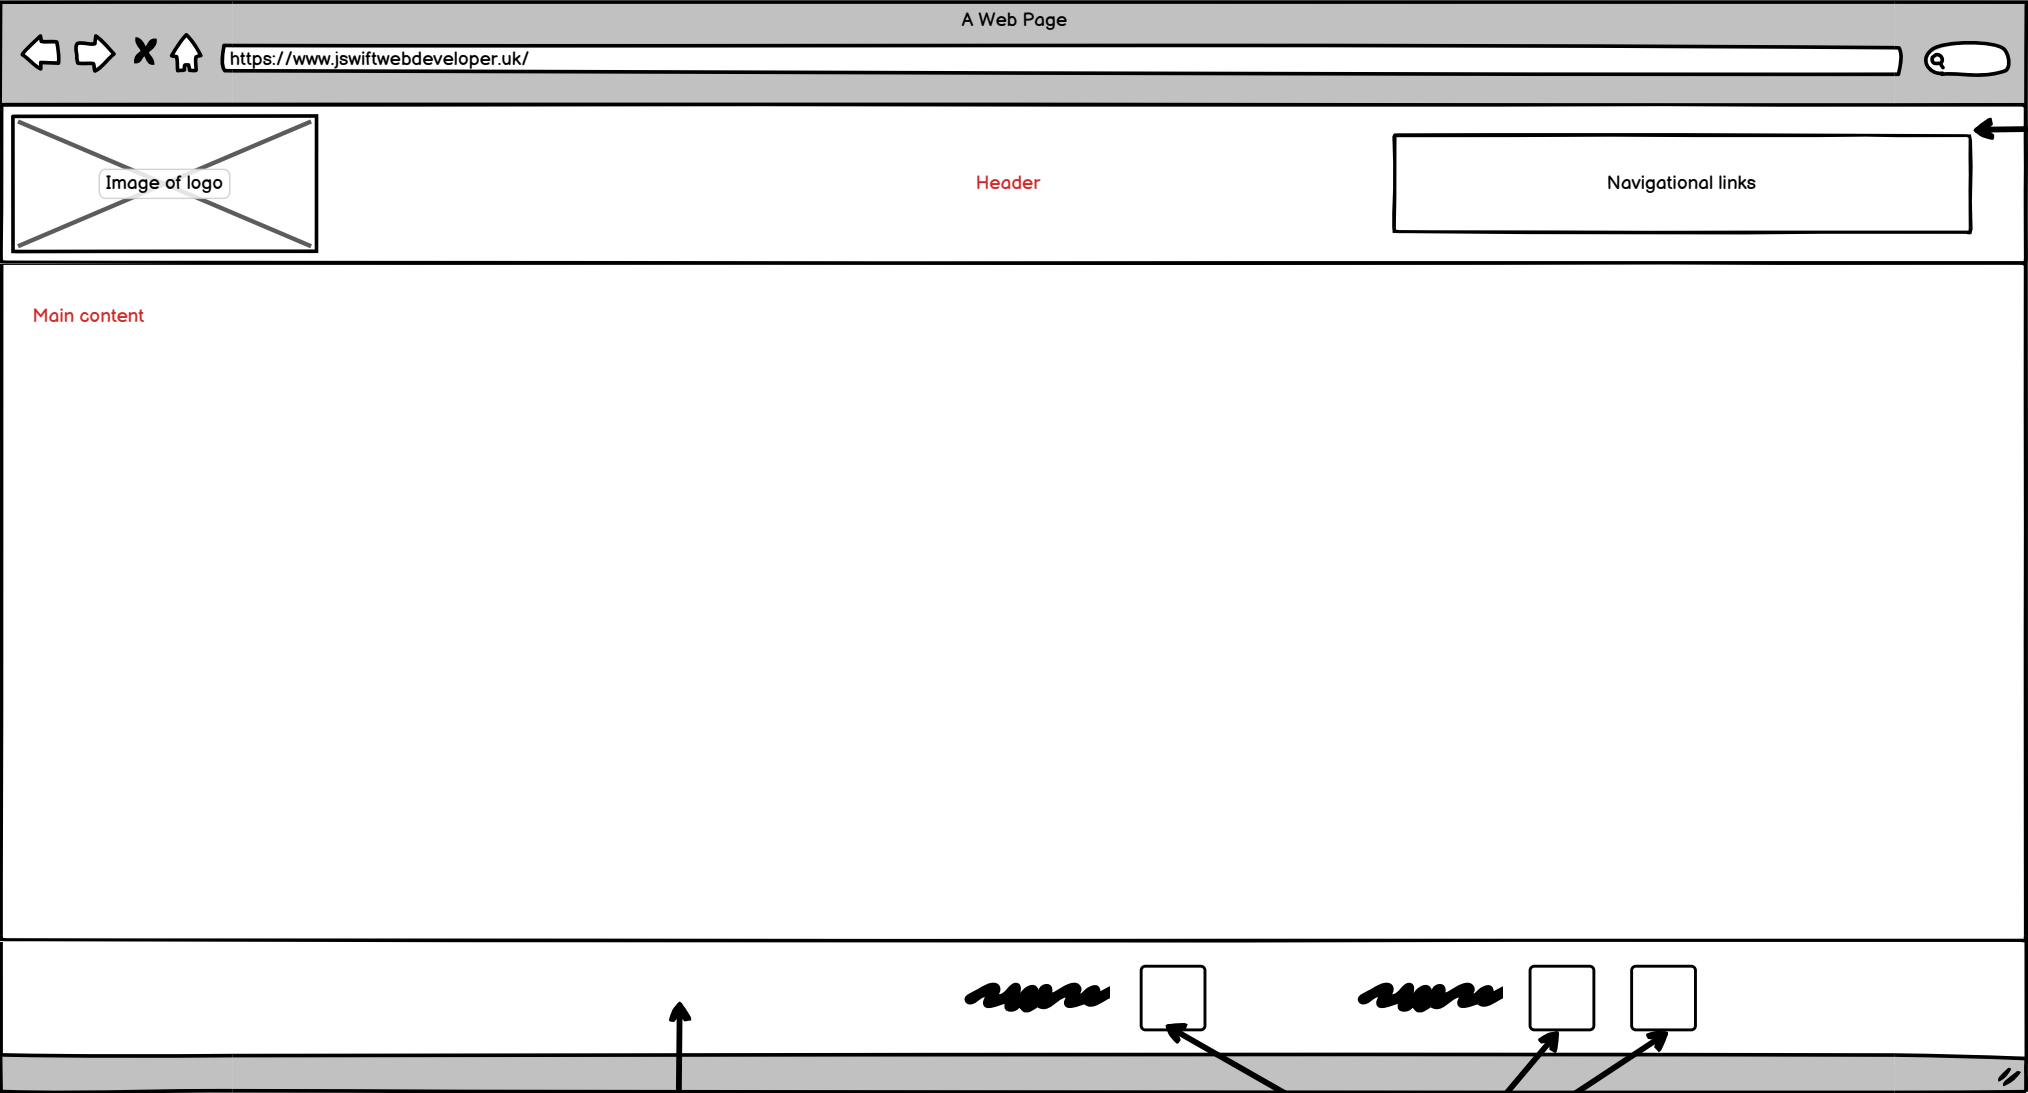 A Web Page
https://www.jswiftwebdeveloper.uk/
Image of logo
Header
Navigational links
Main content